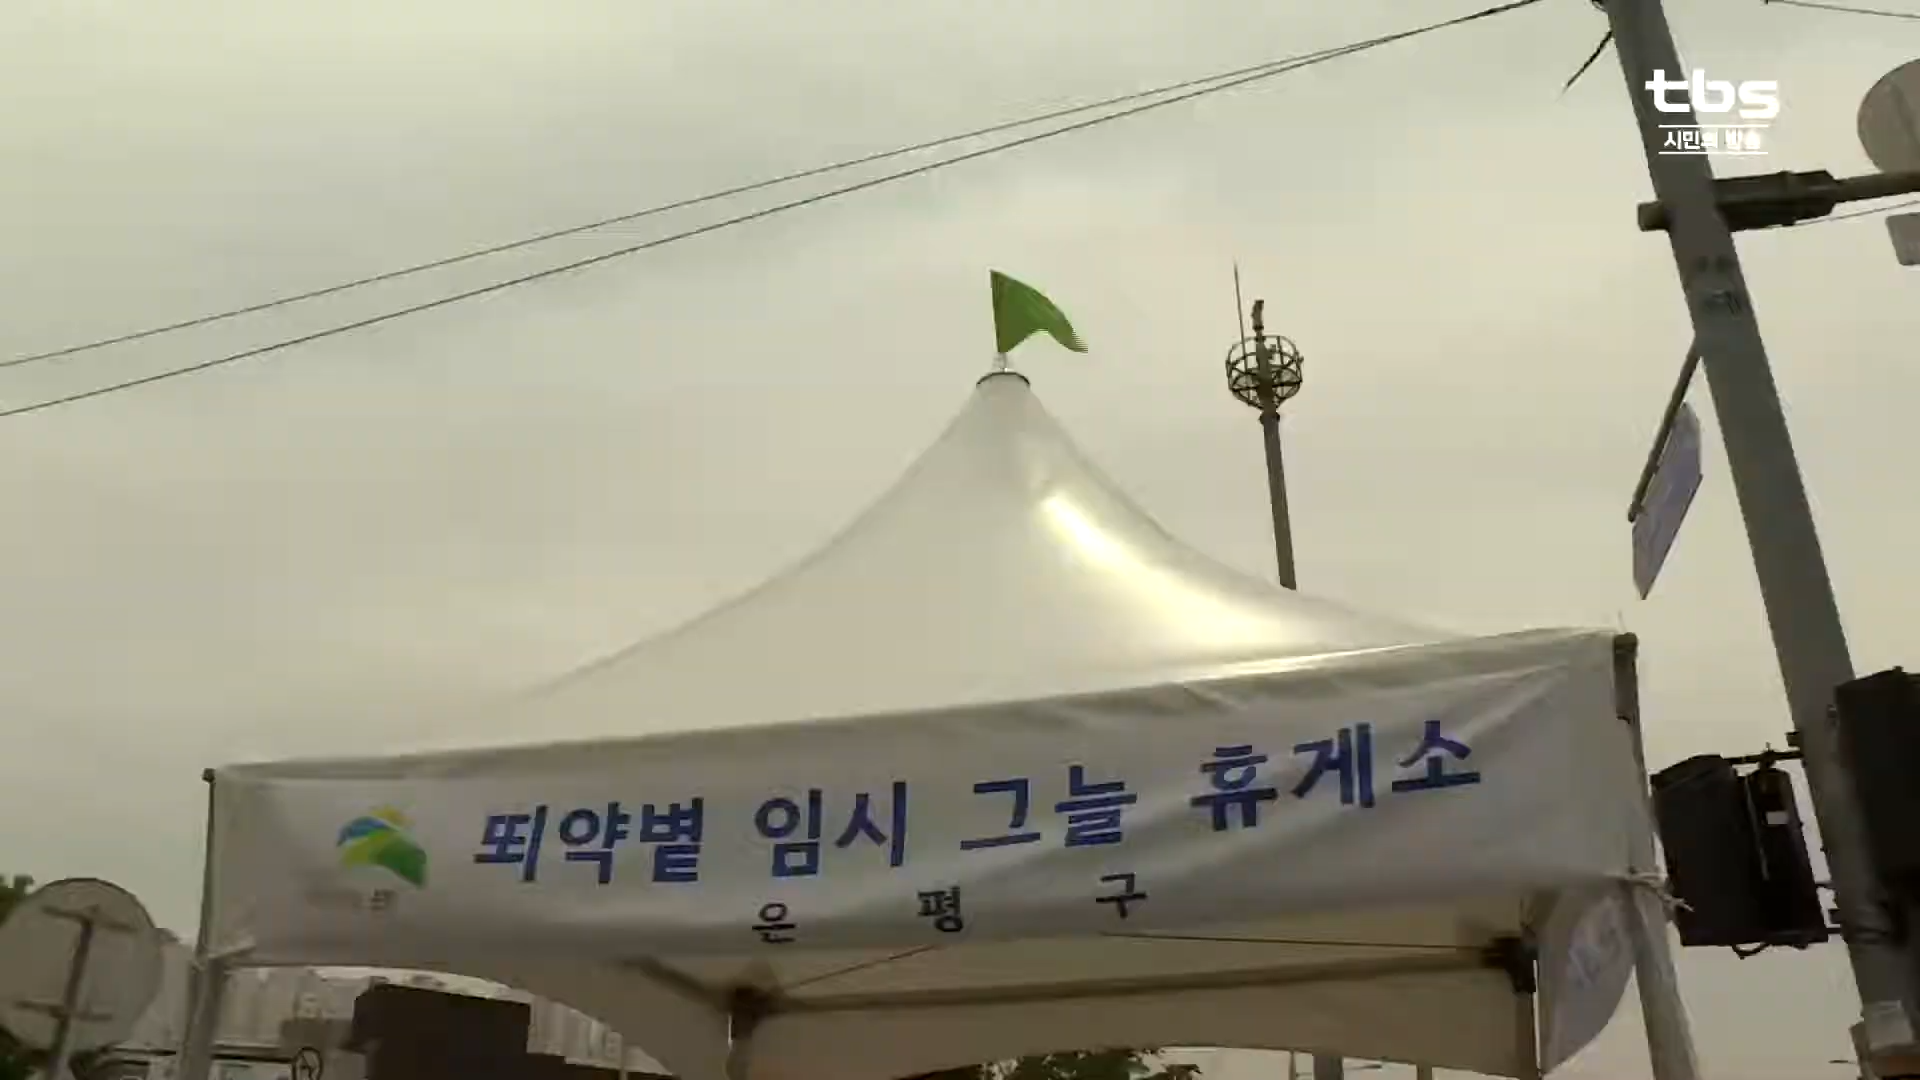 tbs
시민의 방송
뙤약볕 임시 그늘 휴게소
은 평 구